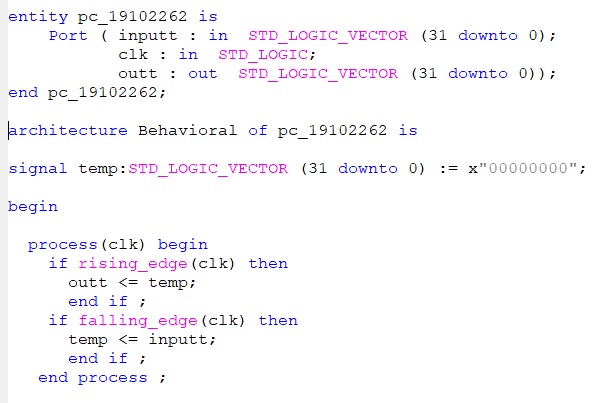 entity pc_19102262 is
    Port ( inputt : in  STD_LOGIC_VECTOR (31 downto 0);
           clk : in  STD_LOGIC;
           outt : out  STD_LOGIC_VECTOR (31 downto 0));
end pc_19102262;
architecture Behavioral of pc_19102262 is
signal temp:STD_LOGIC_VECTOR (31 downto 0) := x"00000000";
begin
  process(clk) begin
    if rising_edge(clk) then
      outt <= temp;
      end if ;
    if falling_edge(clk) then
      temp <= inputt;
      end if ;
   end process ;